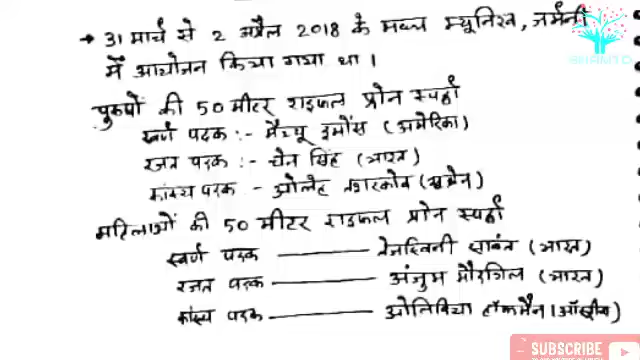 → 31 मार्च से 2 अप्रैल 2018 के मध्य म्यूनिख, जर्मनी
में आयोजन किया गया था ।
पुरुषों की 50 मीटर राइफल प्रोन स्पर्द्धा
स्वर्ण पदक :- मैथ्यू इमोंस (अमेरिका)
रजत पदक :- चैन सिंह (भारत)
कांस्य पदक - ओलेह (यूक्रेन)
महिलाओं की 50 मीटर राइफल प्रोन स्पर्द्धा
स्वर्ण पदक —— तेजस्विनी सावंत (भारत)
रजत पदक —— अंजुम मौदगिल (भारत)
कांस्य पदक —— ओलिविया हॉफमैन (
SUBSCRIBE